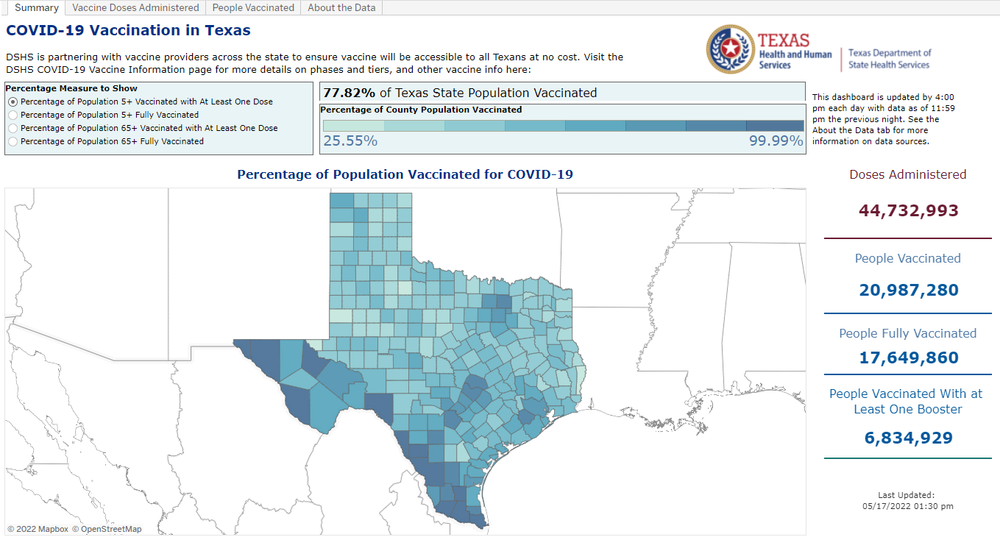 Summary
Vaccine Doses Administered
People Vaccinated
About the Data
COVID-19 Vaccination in Texas
DSHS is partnering with vaccine providers across the state to ensure vaccine will be accessible to all Texans at no cost. Visit the
DSHS COVID-19 Vaccine Information page for more details on phases and tiers, and other vaccine info here:
TEXAS
Health and Human
Services
Texas Department of
State Health Services
Percentage Measure to Show
Percentage of Population 5+ Vaccinated with At Least One Dose
Percentage of Population 5+ Fully Vaccinated
Percentage of Population 65+ Vaccinated with At Least One Dose
Percentage of Population 65+ Fully Vaccinated
77.82% of Texas State Population Vaccinated
Percentage of County Population Vaccinated
25.55%
99.99%
This dashboard is updated by 4:00
pm each day with data as of 11:59
pm the previous night. See the
About the Data tab for more
information on data sources.
Percentage of Population Vaccinated for COVID-19
Doses Administered
44,732,993
People Vaccinated
20,987,280
People Fully Vaccinated
17,649,860
People Vaccinated With at
Least One Booster
6,834,929
Last Updated:
05/17/2022 01:30 pm
© 2022 Mapbox © OpenStreetMap